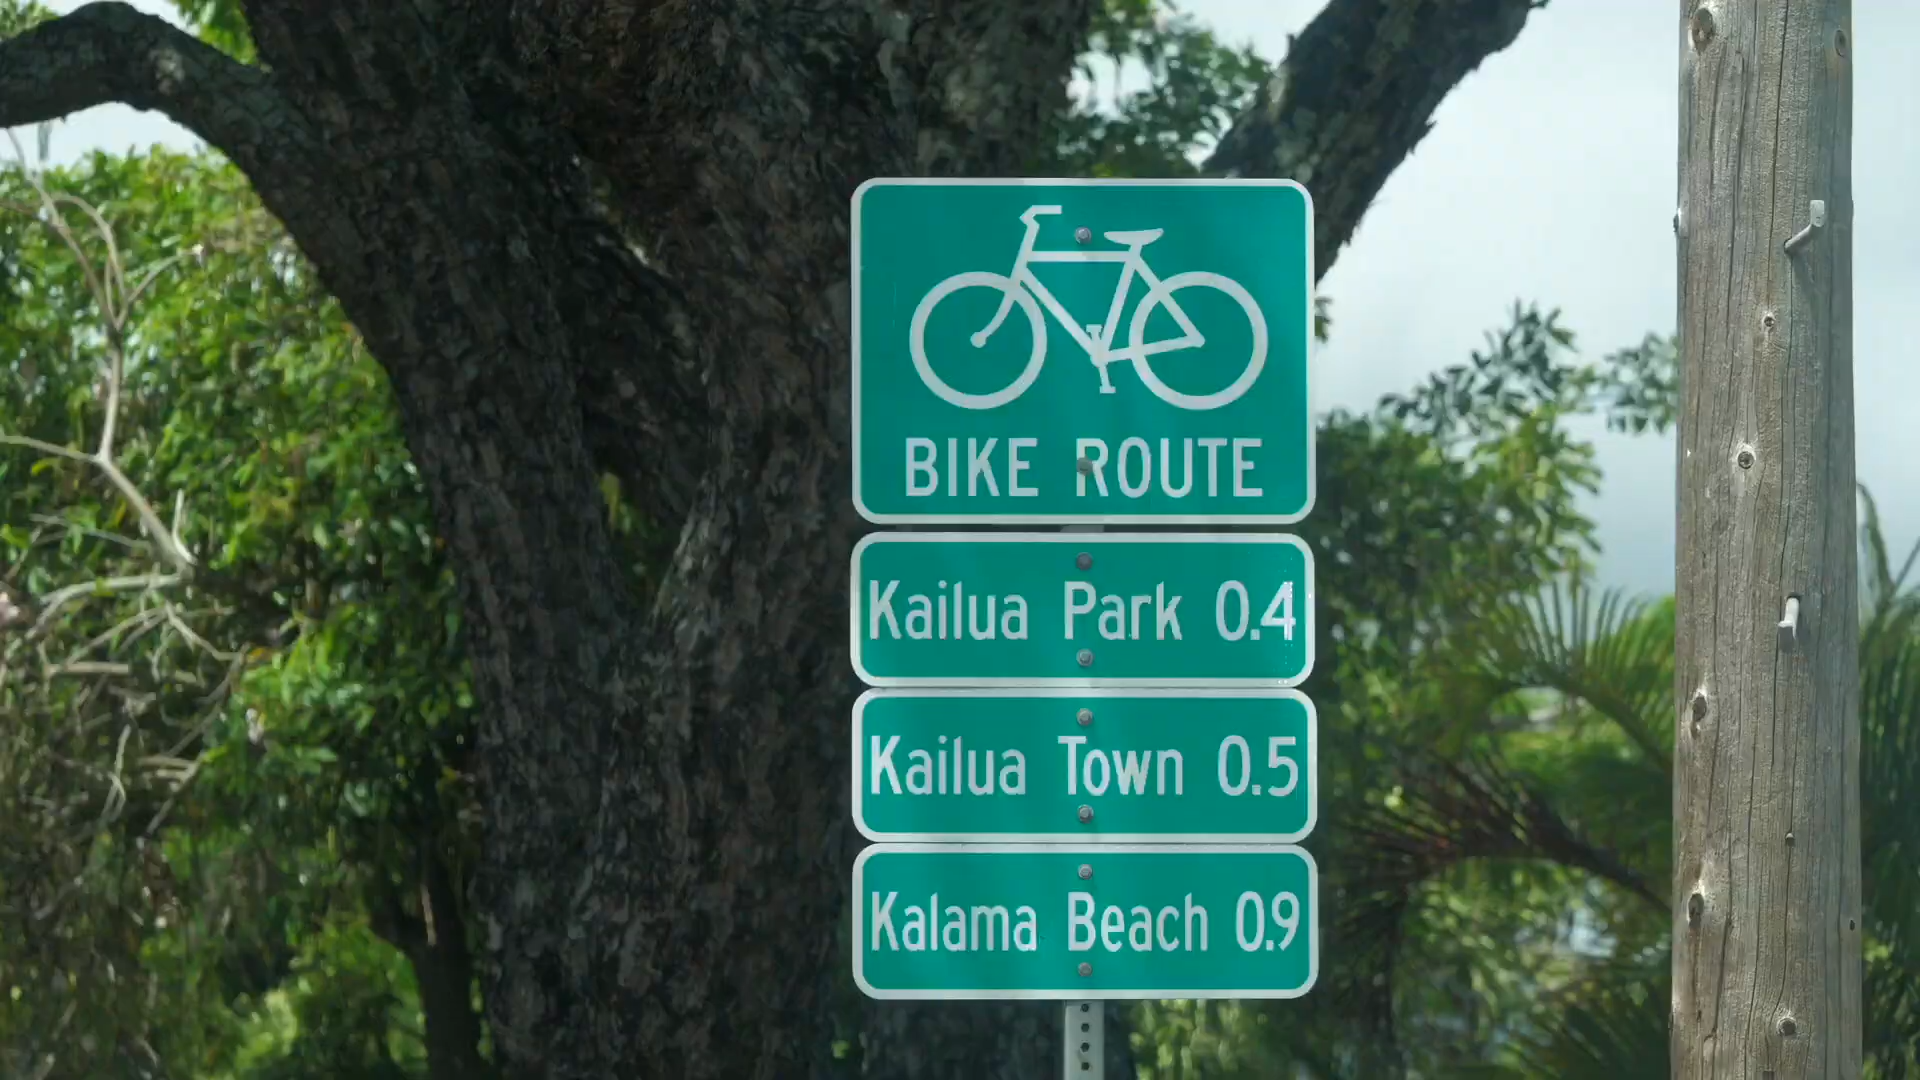 BIKE ROUTE
Kailua Park 0.4
Kailua Town 0.5
Kalama Beach 0.9